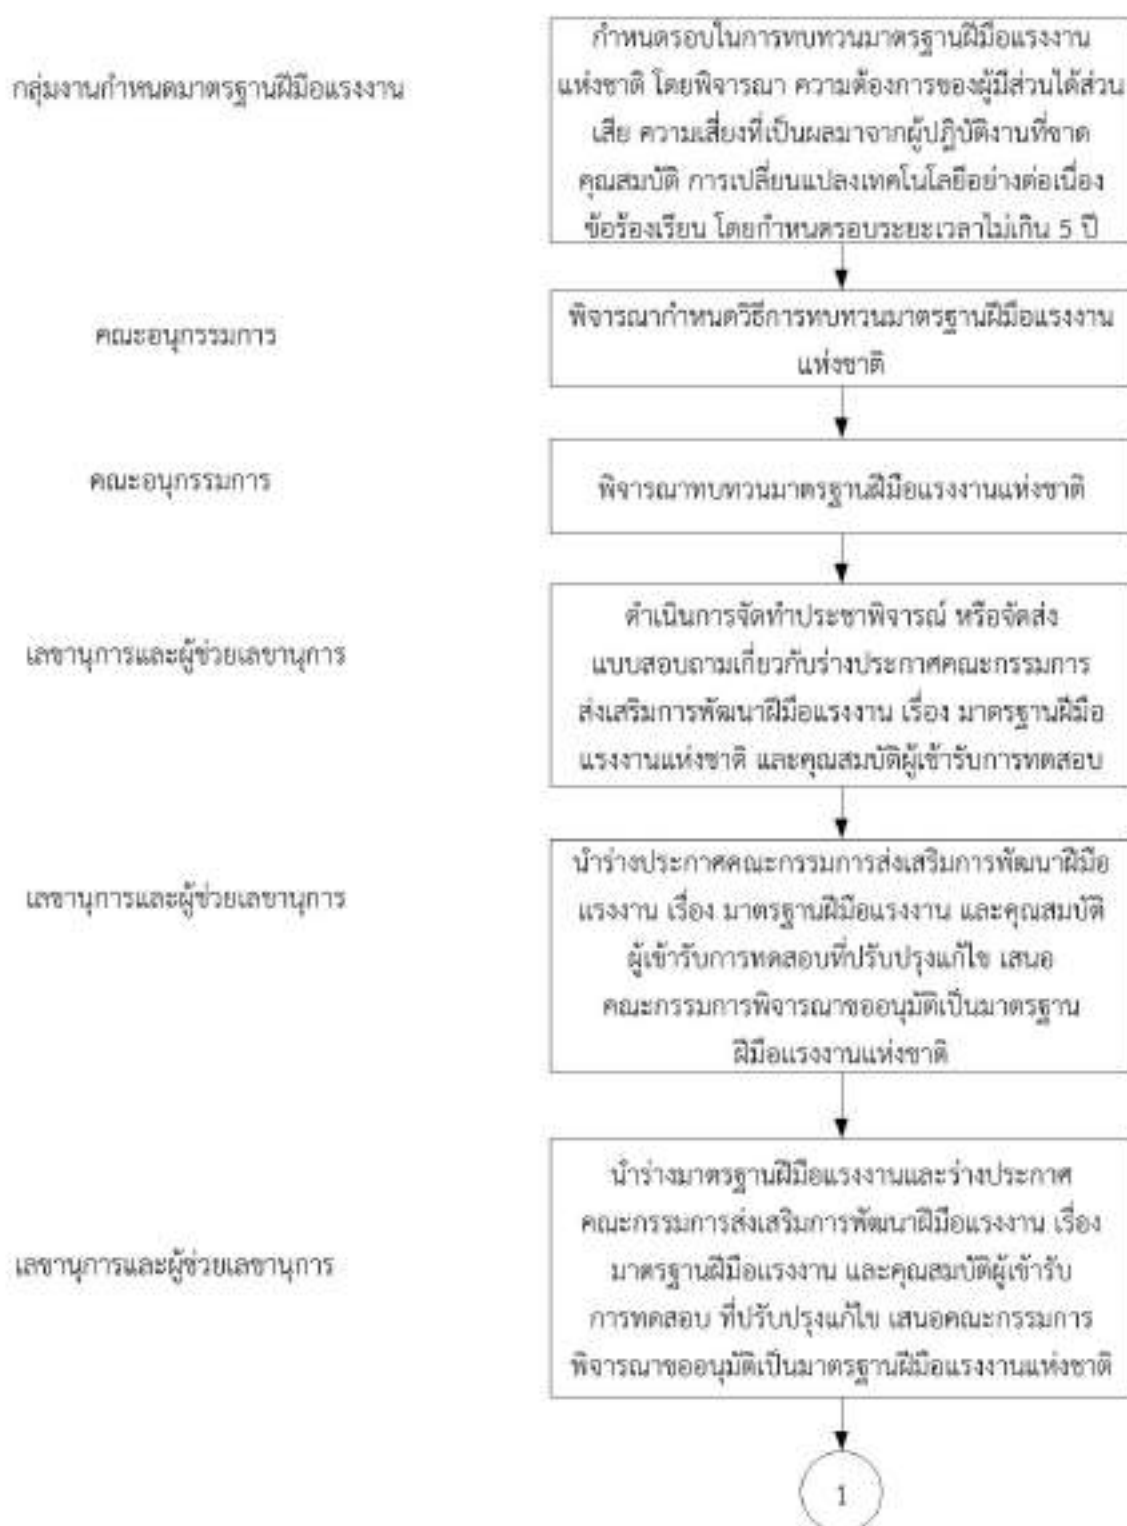 กลุ่มงานกำหนดมาตรฐานฝีมือแรงงาน
กำหนดรอบในการทบทวนมาตรฐานฝีมือแรงงาน
แห่งชาติ โดยพิจารณา ความต้องการของผู้มีส่วนได้ส่วน
เสีย ความเสี่ยงที่เป็นผลมาจากผู้ปฏิบัติงานที่ขาด
คุณสมบัติ การเปลี่ยนแปลงเทคโนโลยีอย่างต่อเนื่อง
ข้อร้องเรียน โดยกำหนดรอบระยะเวลาไม่เกิน 5 ปี
คณะอนุกรรมการ
พิจารณากำหนดวิธีการทบทวนมาตรฐานฝีมือแรงงาน
แห่งชาติ
คณะอนุกรรมการ
พิจารณาทบทวนมาตรฐานฝีมือแรงงานแห่งชาติ
เลขานุการและผู้ช่วยเลขานุการ
ดำเนินการจัดทำประชาพิจารณ์ หรือจัดส่ง
แบบสอบถามเกี่ยวกับร่างประกาศคณะกรรมการ
ส่งเสริมการพัฒนาฝีมือแรงงาน เรื่อง มาตรฐานฝีมือ
แรงงานแห่งชาติ และคุณสมบัติผู้เข้ารับการทดสอบ
เลขานุการและผู้ช่วยเลขานุการ
นำร่างประกาศคณะกรรมการส่งเสริมการพัฒนาฝีมือ
แรงงาน เรื่อง มาตรฐานฝีมือแรงงาน และคุณสมบัติ
ผู้เข้ารับการทดสอบที่ปรับปรุงแก้ไข เสนอ
คณะกรรมการพิจารณาขออนุมัติเป็นมาตรฐาน
ฝีมือแรงงานแห่งชาติ
เลขานุการและผู้ช่วยเลขานุการ
นำร่างมาตรฐานฝีมือแรงงานและร่างประกาศ
คณะกรรมการส่งเสริมการพัฒนาฝีมือแรงงาน เรื่อง
มาตรฐานฝีมือแรงงาน และคุณสมบัติผู้เข้ารับ
การทดสอบ ที่ปรับปรุงแก้ไข เสนอคณะกรรมการ
พิจารณาขออนุมัติเป็นมาตรฐานฝีมือแรงงานแห่งชาติ
1